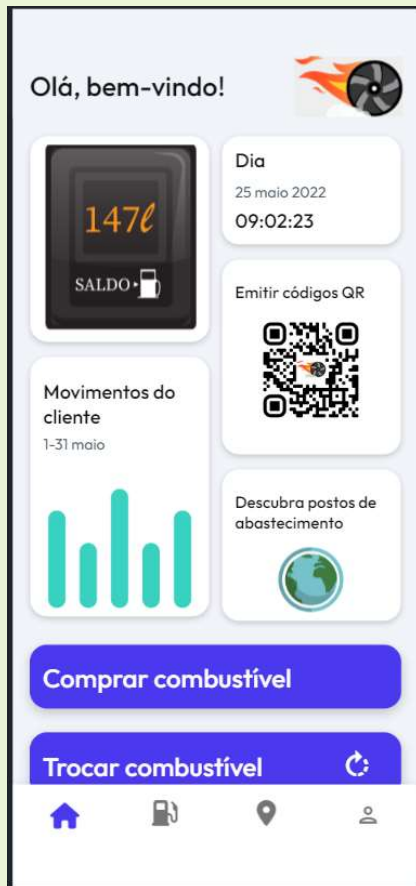 Olá, bem-vindo!
147ℓ
SALDO
Dia
25 maio 2022
09:02:23
Emitir códigos QR
Movimentos do
cliente
1-31 maio
Descubra postos de
abastecimento
Comprar combustível
Trocar combustível